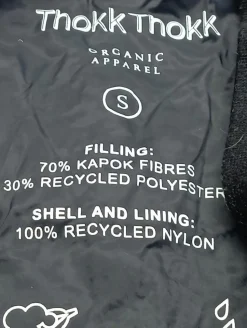 ThokkThokk
ORGANIC
APPAREL
S
FILLING:
70% KAPOK FIBRES
30% RECYCLED POLYESTER
SHELL AND LINING:
100% RECYCLED NYLON